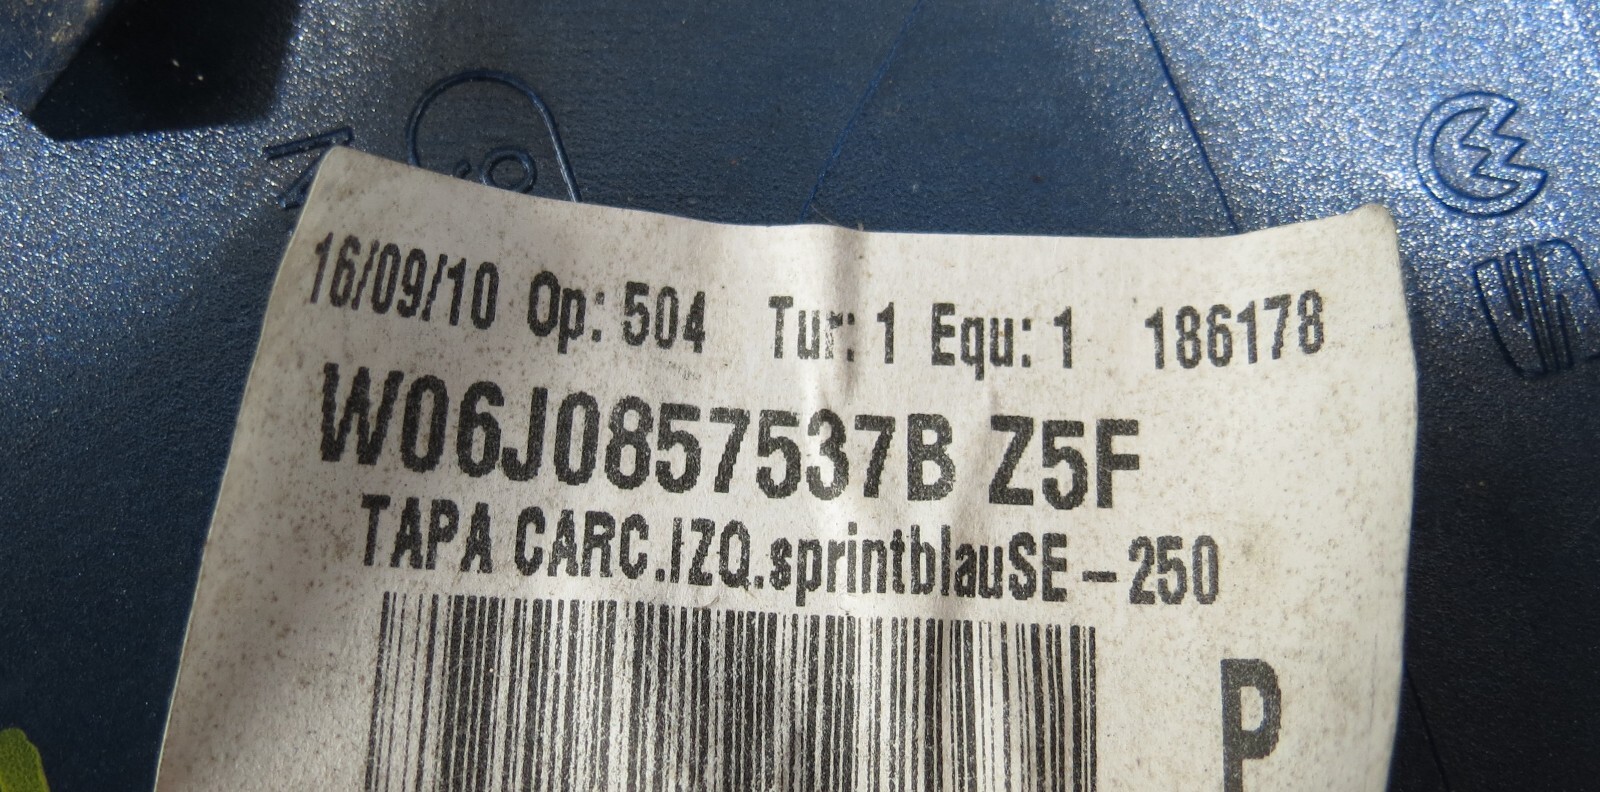 16/09/10 Op: 504 Tur: 1 Equ: 1 186178
W06J0857537B Z5F
TAPA CARC.IZQ.sprintblauSE-250
P